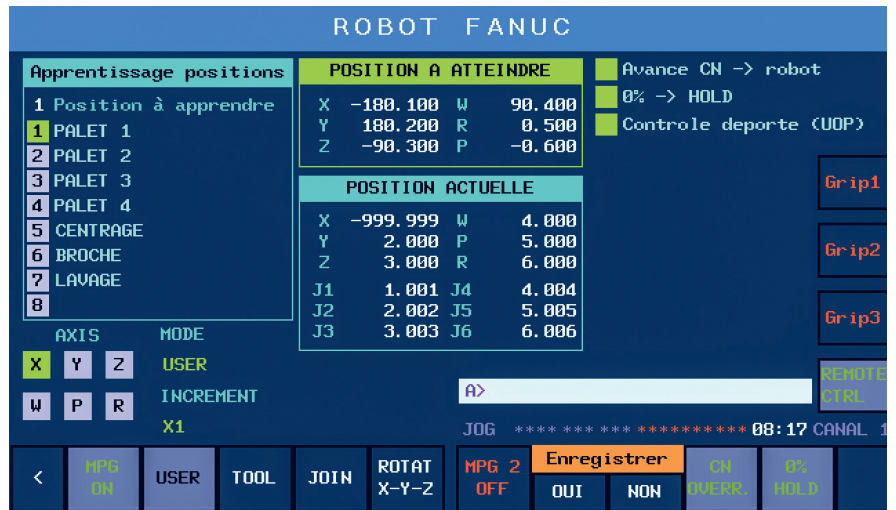 ROBOT FANUC
Apprentissage positions
1 Position à apprendre
1 PALET 1
2 PALET 2
3 PALET 3
4 PALET 4
5 CENTRAGE
6 BROCHE
7 LAVAGE
8
POSITION A ATTEINDRE
X -180.100 W 90.400
Y 180.200 R 0.500
Z -90.300 P -0.600
POSITION ACTUELLE
X -999.999 W 4.000
Y 2.000 P 5.000
Z 3.000 R 6.000
J1 1.001 J4 4.004
J2 2.002 J5 5.005
J3 3.003 J6 6.006
Avance CN -> robot
0% -> HOLD
Controle deporte (UOP)
Grip1
Grip2
Grip3
REMOTE
CTRL
AXIS
X Y Z
W P R
MODE
USER
INCREMENT
X1
A>
JOG **** *** *** ********** 08:17 CANAL 1
<
MPG
ON
USER
TOOL
JOIN
ROTAT
X-Y-Z
MPG 2
OFF
Enregistrer
OUI NON
CN
OVERR.
0%
HOLD